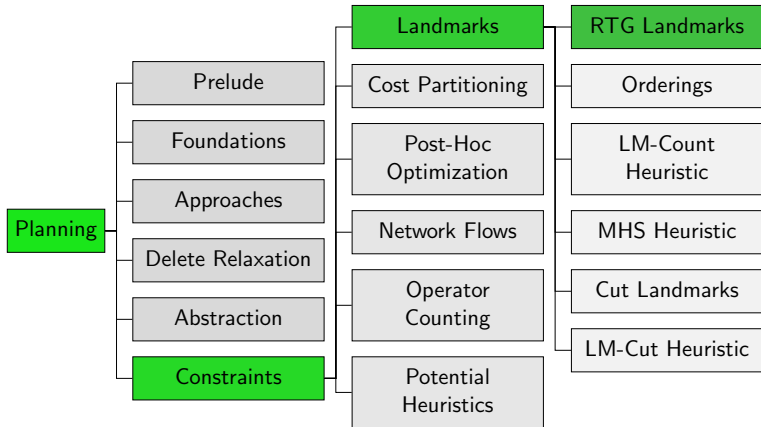 Planning
Prelude
Foundations
Approaches
Delete Relaxation
Abstraction
Constraints
Landmarks
Cost Partitioning
Post-Hoc
Optimization
Network Flows
Operator
Counting
Potential
Heuristics
RTG Landmarks
Orderings
LM-Count
Heuristic
MHS Heuristic
Cut Landmarks
LM-Cut Heuristic